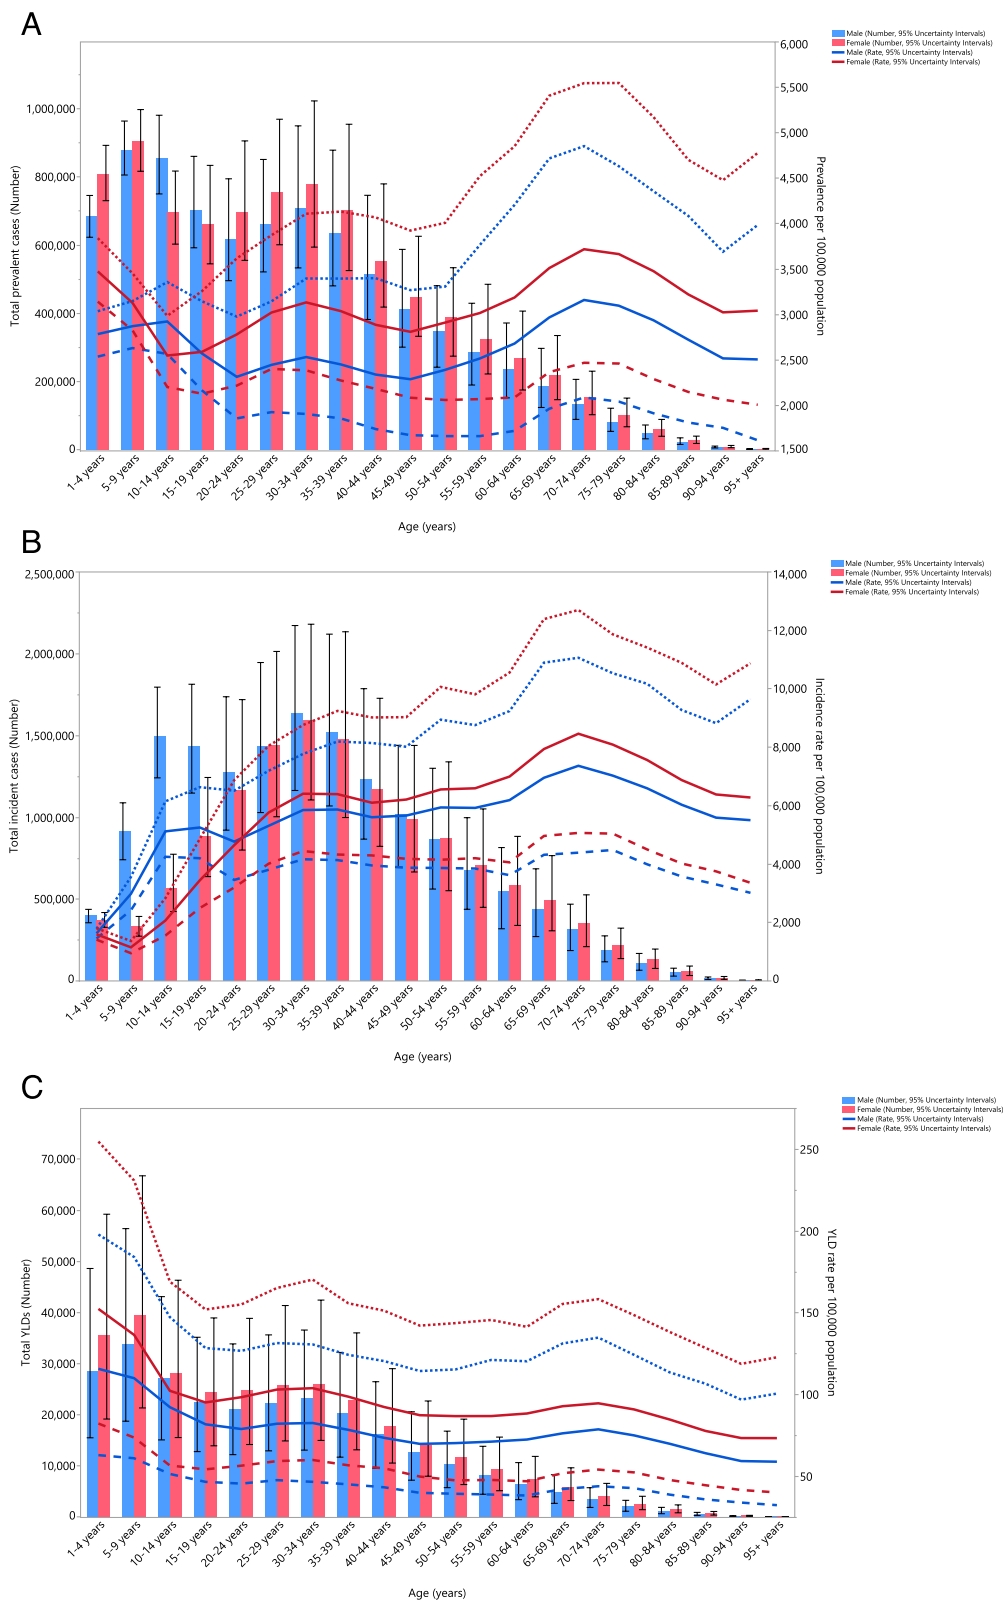 A
Male (Number, 95% Uncertainty Intervals)
Female (Number, 95% Uncertainty Intervals)
Male (Rate, 95% Uncertainty Intervals)
Female (Rate, 95% Uncertainty Intervals)
Total prevalent cases (Number)
1,000,000
800,000
600,000
400,000
200,000
0
6,000
5,500
5,000
4,500
4,000
3,500
3,000
2,500
2,000
1,500
Prevalence per 100,000 population
1-4 years
5-9 years
10-14 years
15-19 years
20-24 years
25-29 years
30-34 years
35-39 years
40-44 years
45-49 years
50-54 years
55-59 years
60-64 years
65-69 years
70-74 years
75-79 years
80-84 years
85-89 years
90-94 years
95+ years
Age (years)
B
Male (Number, 95% Uncertainty Intervals)
Female (Number, 95% Uncertainty Intervals)
Male (Rate, 95% Uncertainty Intervals)
Female (Rate, 95% Uncertainty Intervals)
Total incident cases (Number)
2,500,000
2,000,000
1,500,000
1,000,000
500,000
0
14,000
12,000
10,000
8,000
6,000
4,000
2,000
0
Incidence rate per 100,000 population
1-4 years
5-9 years
10-14 years
15-19 years
20-24 years
25-29 years
30-34 years
35-39 years
40-44 years
45-49 years
50-54 years
55-59 years
60-64 years
65-69 years
70-74 years
75-79 years
80-84 years
85-89 years
90-94 years
95+ years
Age (years)
C
Male (Number, 95% Uncertainty Intervals)
Female (Number, 95% Uncertainty Intervals)
Male (Rate, 95% Uncertainty Intervals)
Female (Rate, 95% Uncertainty Intervals)
Total YLDs (Number)
70,000
60,000
50,000
40,000
30,000
20,000
10,000
0
250
200
150
100
50
YLD rate per 100,000 population
1-4 years
5-9 years
10-14 years
15-19 years
20-24 years
25-29 years
30-34 years
35-39 years
40-44 years
45-49 years
50-54 years
55-59 years
60-64 years
65-69 years
70-74 years
75-79 years
80-84 years
85-89 years
90-94 years
95+ years
Age (years)